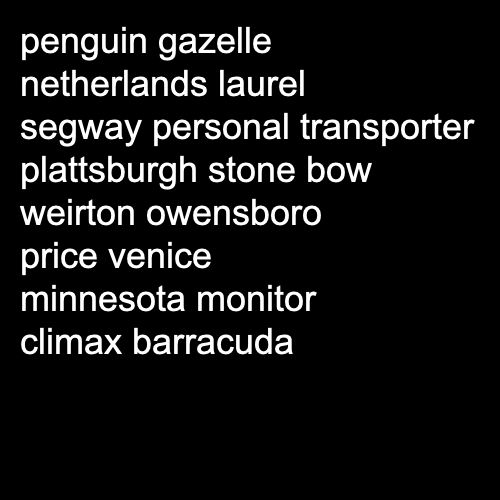 penguin gazelle
netherlands laurel
segway personal transporter
plattsburgh stone bow
weirton owensboro
price venice
minnesota monitor
climax barracuda